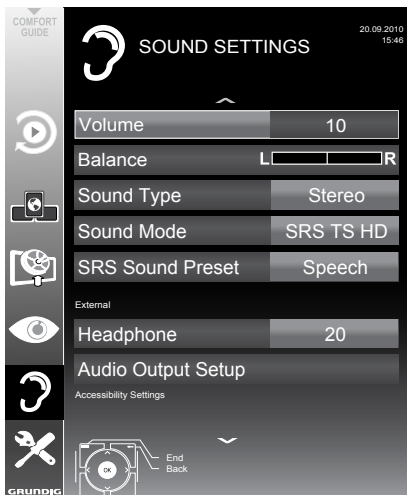 COMFORT
GUIDE
SOUND SETTINGS
20.09.2010
15:46
Volume 10
Balance L R
Sound Type Stereo
Sound Mode SRS TS HD
SRS Sound Preset Speech
External
Headphone 20
Audio Output Setup
Accessibility Settings
End
Back
OK
GRUNDIG